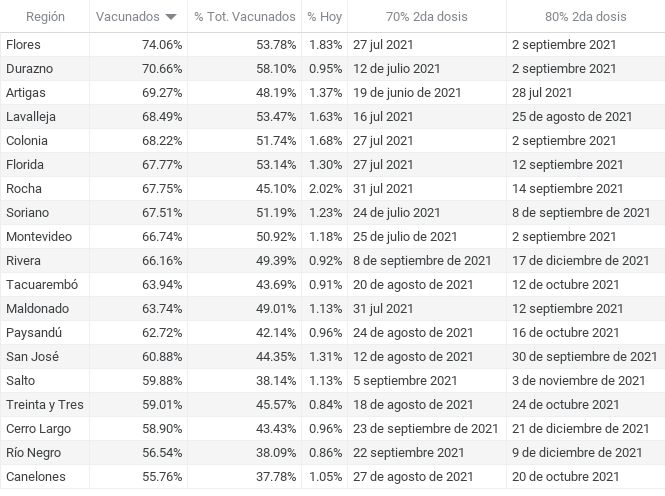 Región Vacunados % Tot. Vacunados % Hoy 70% 2da dosis 80% 2da dosis
Flores 74.06% 53.78% 1.83% 27 jul 2021 2 septiembre 2021
Durazno 70.66% 58.10% 0.95% 12 de julio 2021 2 septiembre 2021
Artigas 69.27% 48.19% 1.37% 19 de junio de 2021 28 jul 2021
Lavalleja 68.49% 53.47% 1.63% 16 jul 2021 25 de agosto de 2021
Colonia 68.22% 51.74% 1.68% 27 jul 2021 2 septiembre 2021
Florida 67.77% 53.14% 1.30% 27 jul 2021 12 septiembre 2021
Rocha 67.75% 45.10% 2.02% 31 jul 2021 14 septiembre 2021
Soriano 67.51% 51.19% 1.23% 24 de julio 2021 8 de septiembre de 2021
Montevideo 66.74% 50.92% 1.18% 25 de julio de 2021 2 septiembre 2021
Rivera 66.16% 49.39% 0.92% 8 de septiembre de 2021 17 de diciembre de 2021
Tacuarembó 63.94% 43.69% 0.91% 20 de agosto de 2021 12 de octubre 2021
Maldonado 63.74% 49.01% 1.13% 31 jul 2021 12 septiembre 2021
Paysandú 62.72% 42.14% 0.96% 24 de agosto de 2021 16 de octubre 2021
San José 60.88% 44.35% 1.31% 12 de agosto de 2021 30 de septiembre de 2021
Salto 59.88% 38.14% 1.13% 5 septiembre 2021 3 de noviembre de 2021
Treinta y Tres 59.01% 45.57% 0.84% 18 de agosto de 2021 24 de octubre 2021
Cerro Largo 58.90% 43.43% 0.96% 23 de septiembre de 2021 21 de diciembre de 2021
Río Negro 56.54% 38.09% 0.86% 22 septiembre 2021 9 de diciembre de 2021
Canelones 55.76% 37.78% 1.05% 27 de agosto de 2021 20 de octubre 2021